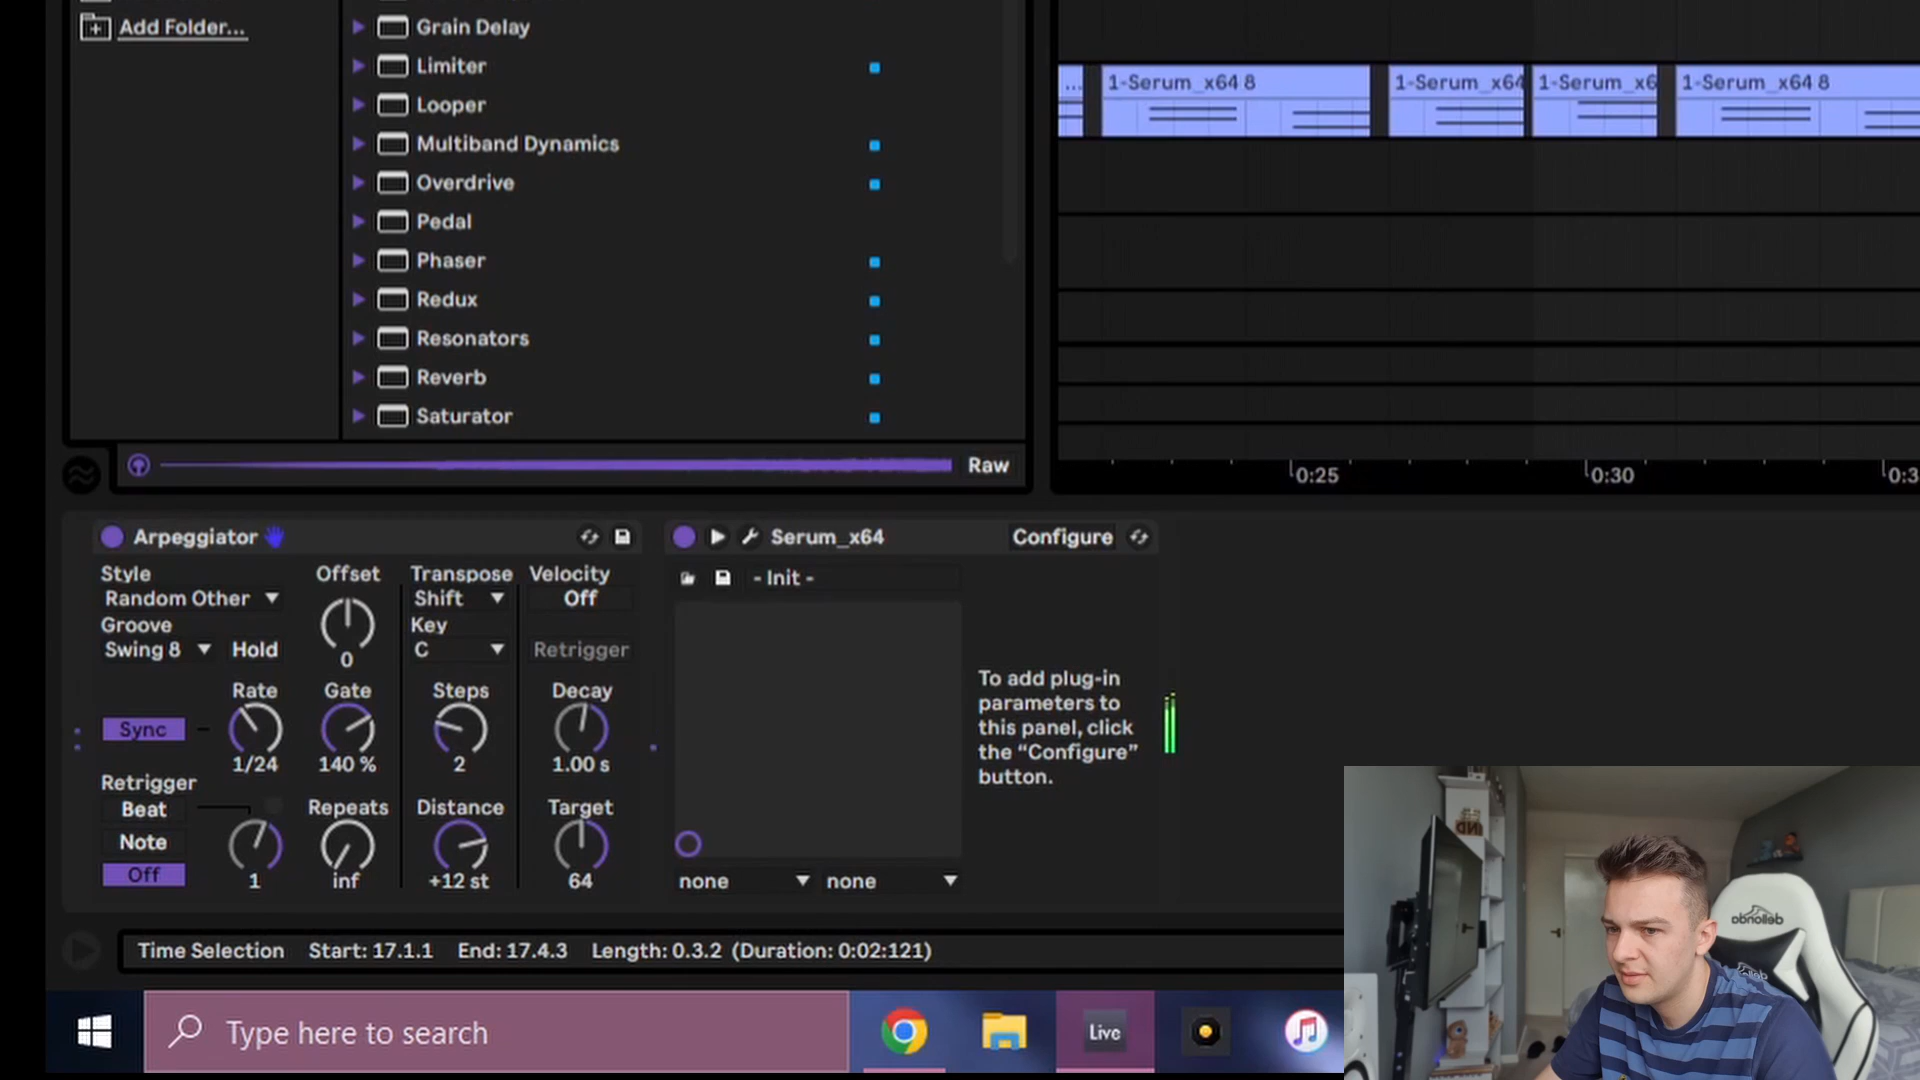 Add Folder...
Grain Delay
Limiter
Looper
Multiband Dynamics
Overdrive
Pedal
Phaser
Redux
Resonators
Reverb
Saturator
Raw
...
1-Serum_x64 8
1-Serum_x64
1-Serum_x6
1-Serum_x64 8
0:25
0:30
0:3
Arpeggiator
Style
Random Other
Groove
Swing 8
Hold
Offset
0
Transpose
Shift
Key
C
Velocity
Off
Retrigger
Sync
Rate
1/24
Gate
140 %
Steps
2
Decay
1.00 s
Retrigger
Beat
Note
Off
1
Repeats
inf
Distance
+12 st
Target
64
Serum_x64
Configure
- Init -
To add plug-in
parameters to
this panel, click
the “Configure”
button.
none
none
Time Selection Start: 17.1.1 End: 17.4.3 Length: 0.3.2 (Duration: 0:02:121)
Type here to search
Live